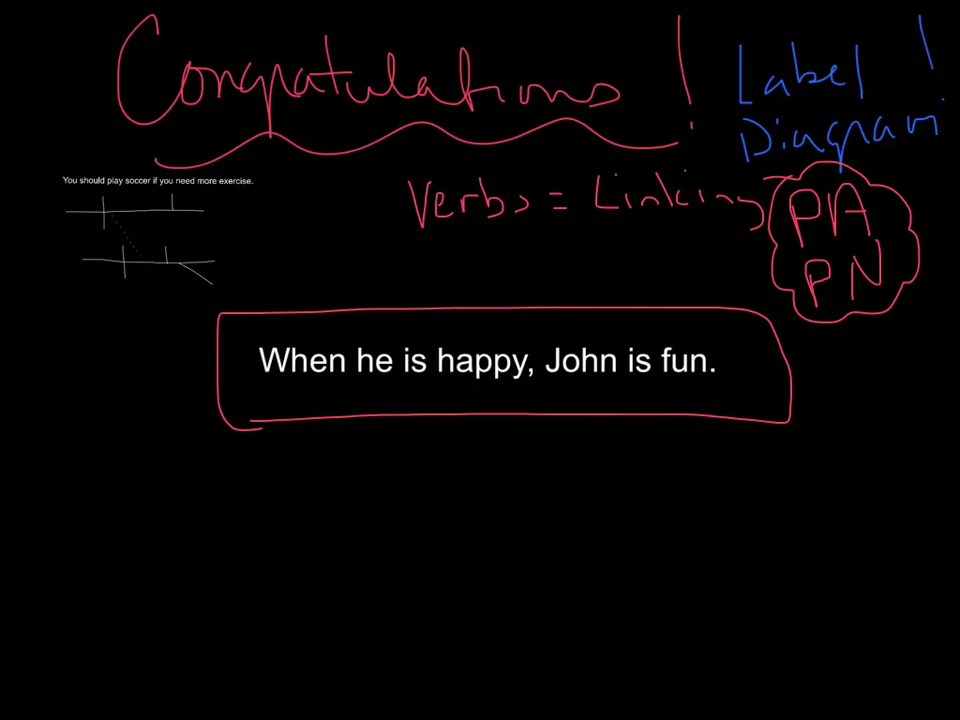 Congratulations!
Label!
Diagram!
You should play soccer if you need more exercise.
Verbs = Linking
PA
PN
When he is happy, John is fun.